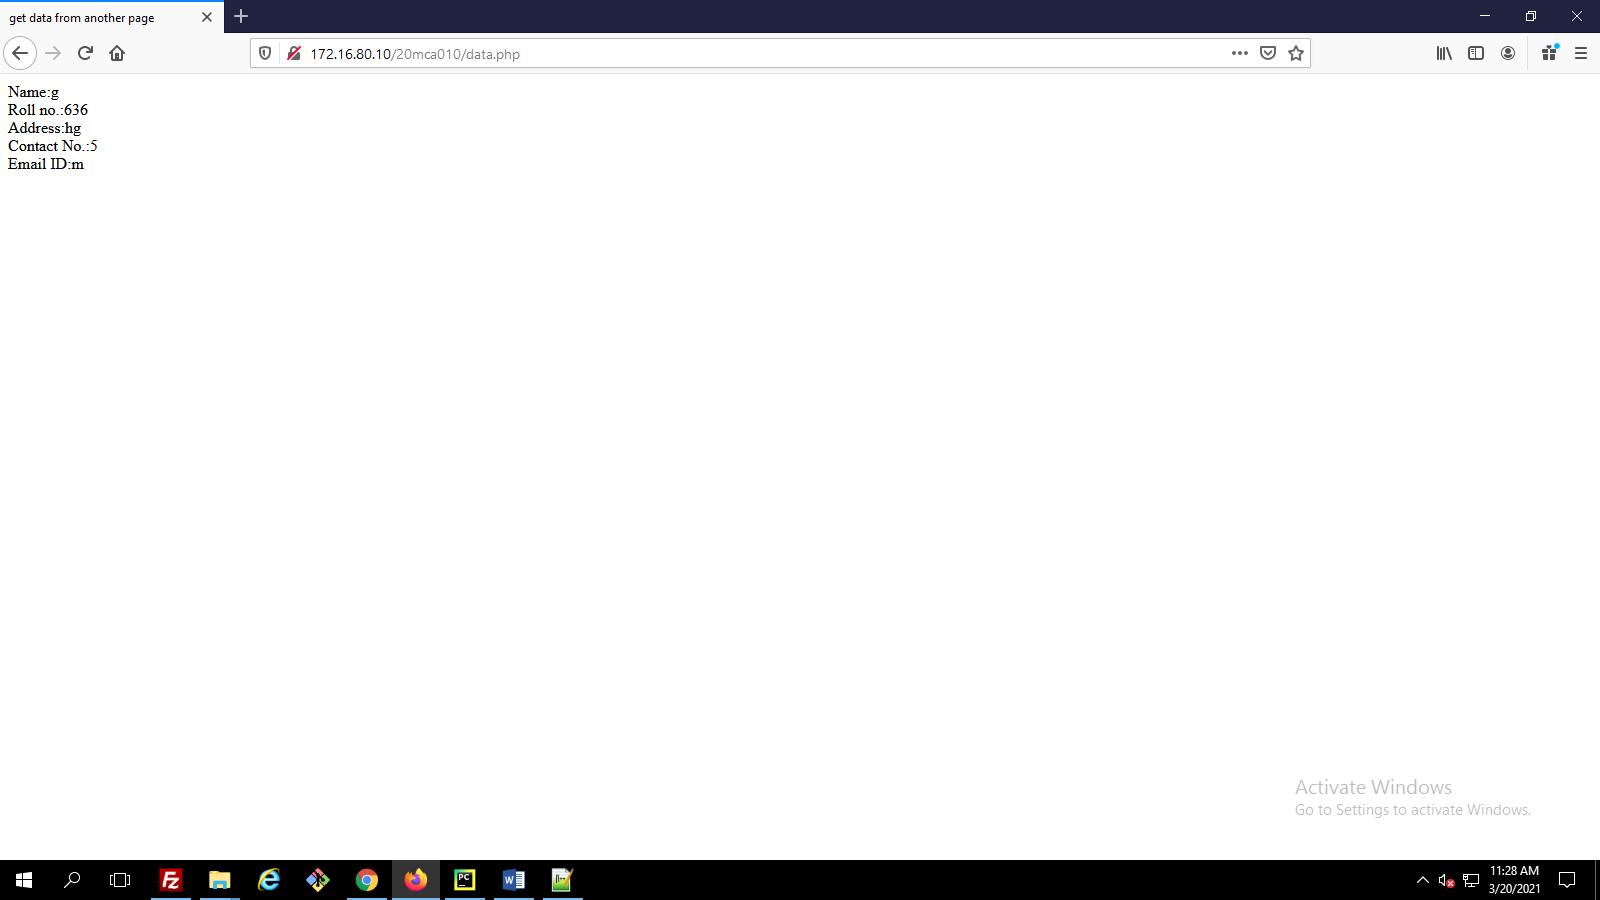 get data from another page
172.16.80.10/20mca010/data.php
Name:g
Roll no.:636
Address:hg
Contact No.:5
Email ID:m
Activate Windows
Go to Settings to activate Windows.
11:28 AM
3/20/2021